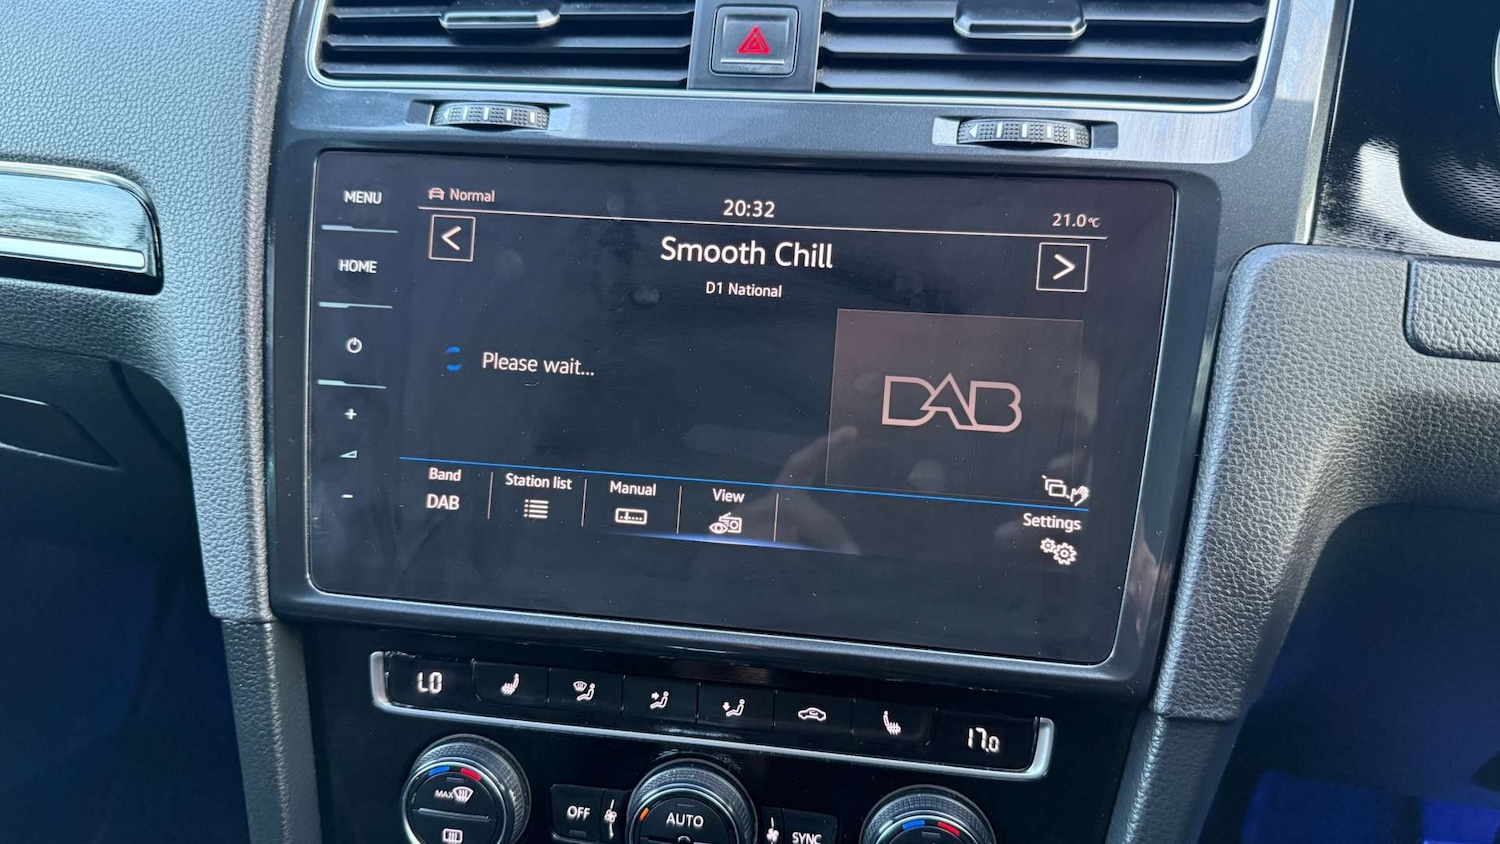 MENU
Normal
20:32
21.0°C
HOME
Smooth Chill
D1 National
Please wait...
DAB
+
-
Band
DAB
Station list
Manual
View
Settings
LO
17.0
MAX
OFF
AUTO
SYNC